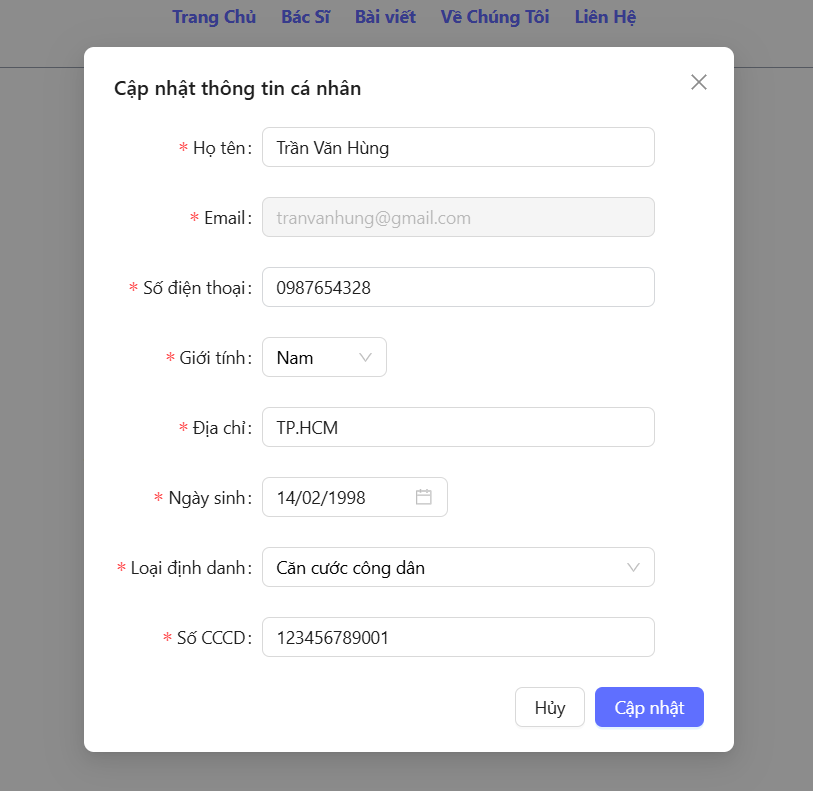 Trang Chủ Bác Sĩ Bài viết Về Chúng Tôi Liên Hệ
Cập nhật thông tin cá nhân
* Họ tên: Trần Văn Hùng
* Email: tranvanhung@gmail.com
* Số điện thoại: 0987654328
* Giới tính: Nam
* Địa chỉ: TP.HCM
* Ngày sinh: 14/02/1998
* Loại định danh: Căn cước công dân
* Số CCCD: 123456789001
Hủy Cập nhật